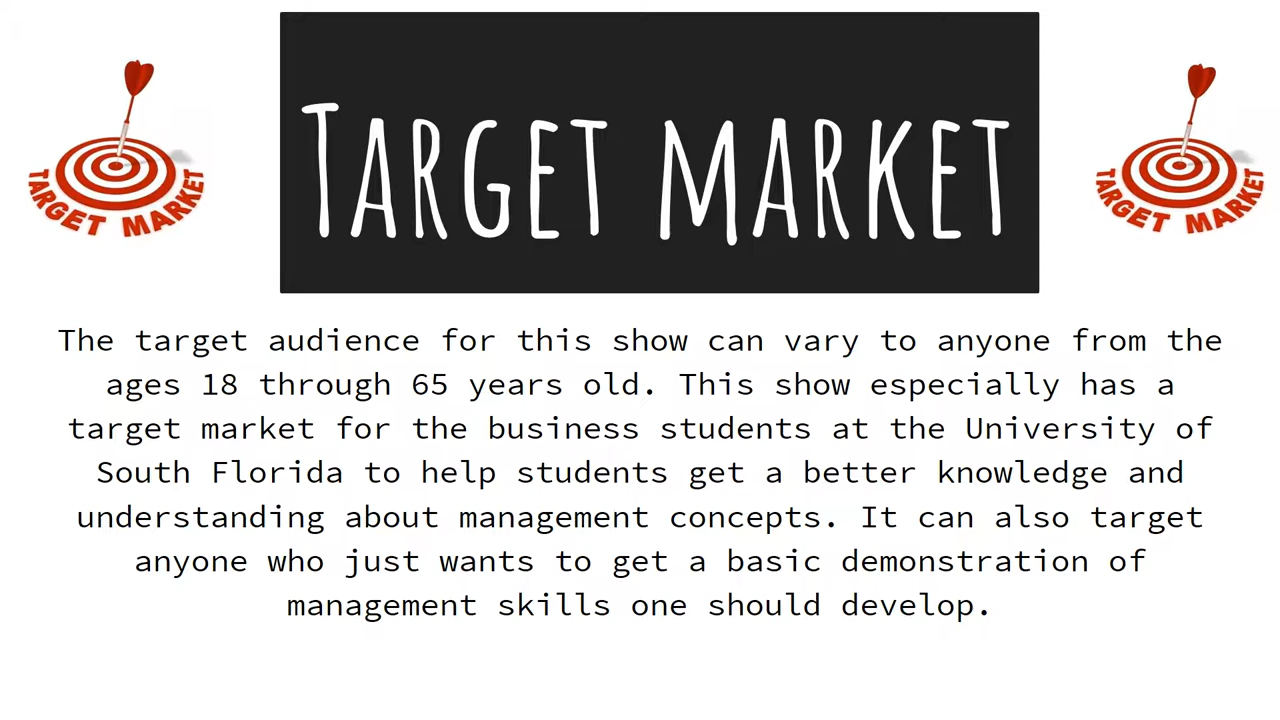 Target market
TARGET MARKET
TARGET MARKET
The target audience for this show can vary to anyone from the
ages 18 through 65 years old. This show especially has a
target market for the business students at the University of
South Florida to help students get a better knowledge and
understanding about management concepts. It can also target
anyone who just wants to get a basic demonstration of
management skills one should develop.